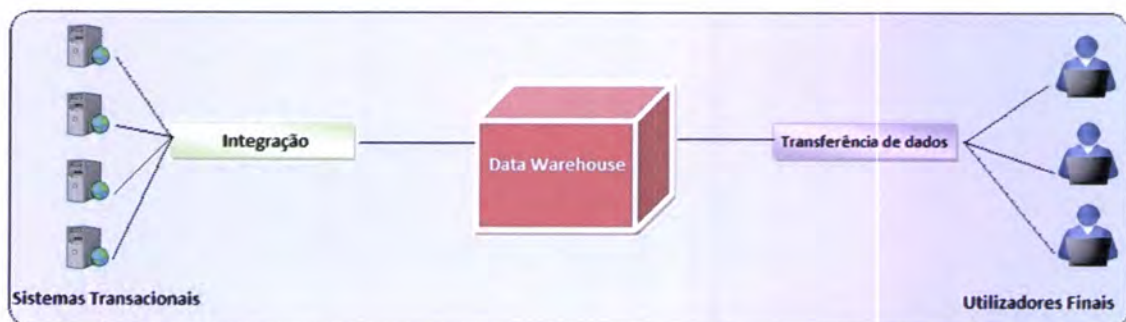 Integração
Data Warehouse
Transferência de dados
Sistemas Transacionais
Utilizadores Finais